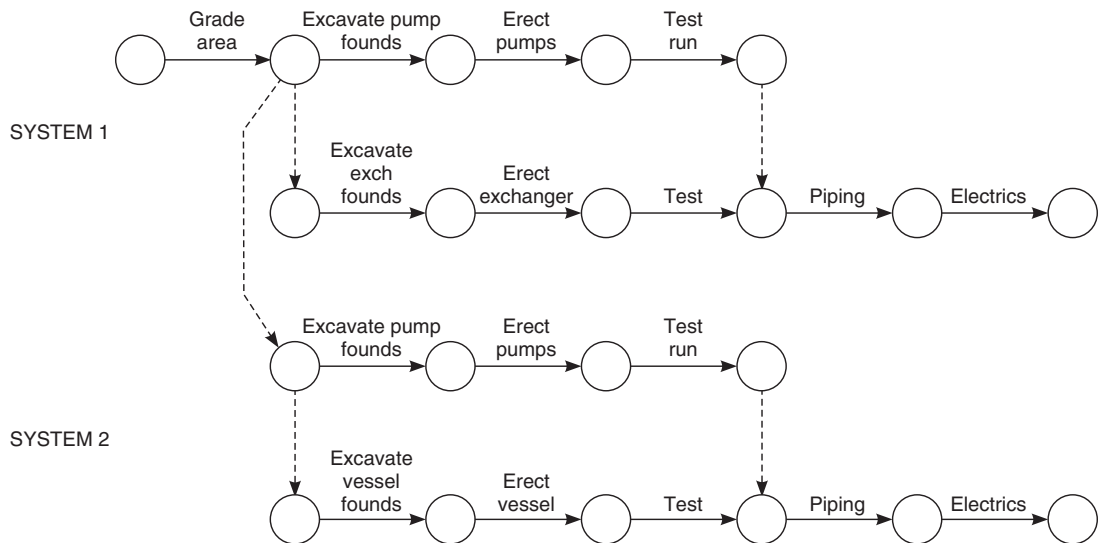 Grade
area
Excavate pump
founds
Erect
pumps
Test
run
SYSTEM 1
Excavate
exch
founds
Erect
exchanger
Test
Piping
Electrics
Excavate pump
founds
Erect
pumps
Test
run
SYSTEM 2
Excavate
vessel
founds
Erect
vessel
Test
Piping
Electrics